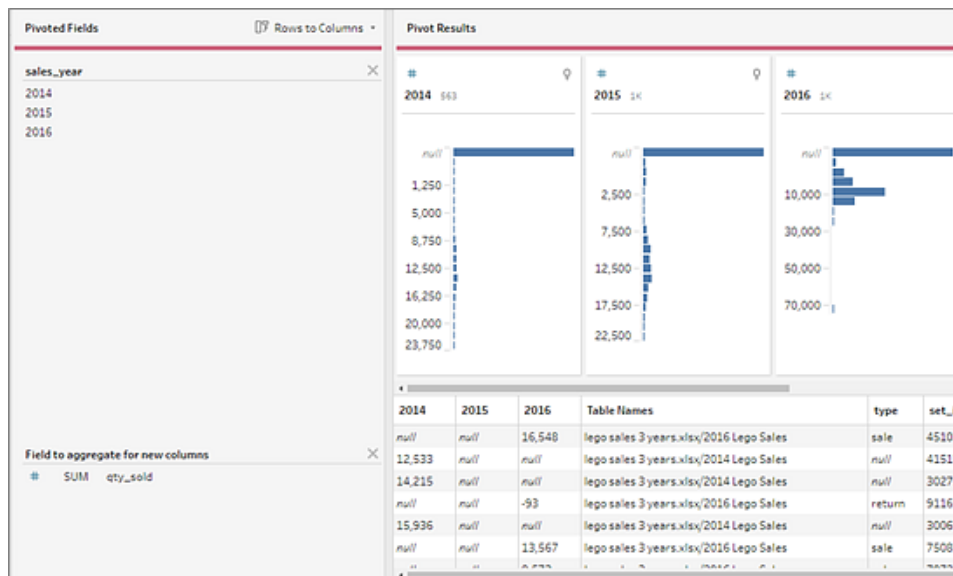 Pivoted Fields
Rows to Columns
sales_year
2014
2015
2016
Field to aggregate for new columns
# SUM qty_sold
Pivot Results
#
2014 563
null
1,250
5,000
8,750
12,500
16,250
20,000
23,750
#
2015 1K
null
2,500
7,500
12,500
17,500
22,500
#
2016 1K
null
10,000
30,000
50,000
70,000
2014 2015 2016 Table Names type set_
null null 16,548 lego sales 3 years.xlsx/2016 Lego Sales sale 4510
12,533 null null lego sales 3 years.xlsx/2014 Lego Sales null 4151
14,215 null null lego sales 3 years.xlsx/2014 Lego Sales null 3027
null null -93 lego sales 3 years.xlsx/2016 Lego Sales return 9116
15,936 null null lego sales 3 years.xlsx/2014 Lego Sales null 3006
null null 13,567 lego sales 3 years.xlsx/2016 Lego Sales sale 7508